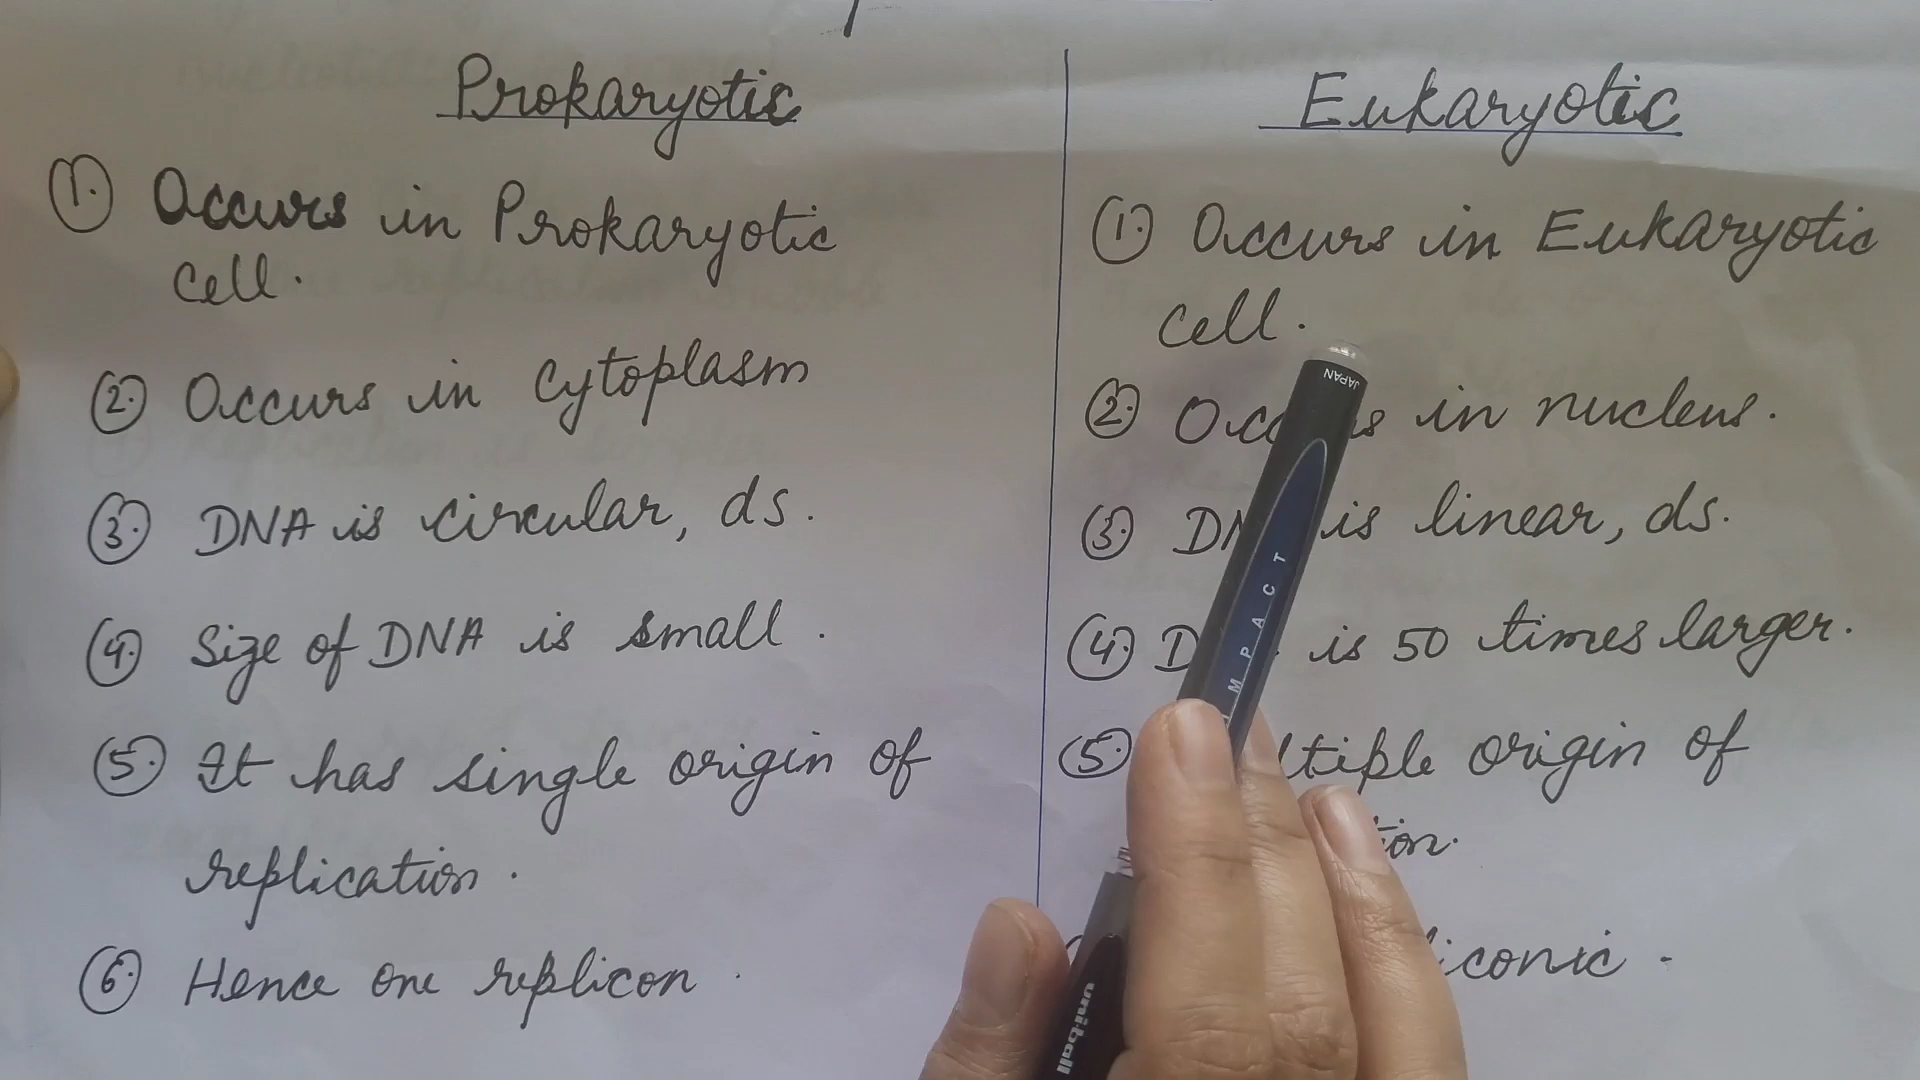 Prokaryotic
1. Occurs in Prokaryotic
cell.
2. Occurs in cytoplasm
3. DNA is circular, ds.
4. Size of DNA is small.
5. It has single origin of
replication.
6. Hence one replicon.
Eukaryotic
1. Occurs in Eukaryotic
cell.
2. in nucleus.
3. is linear, ds.
4. is 50 times larger.
5. origin of
JAPAN
IMPACT
uni-ball